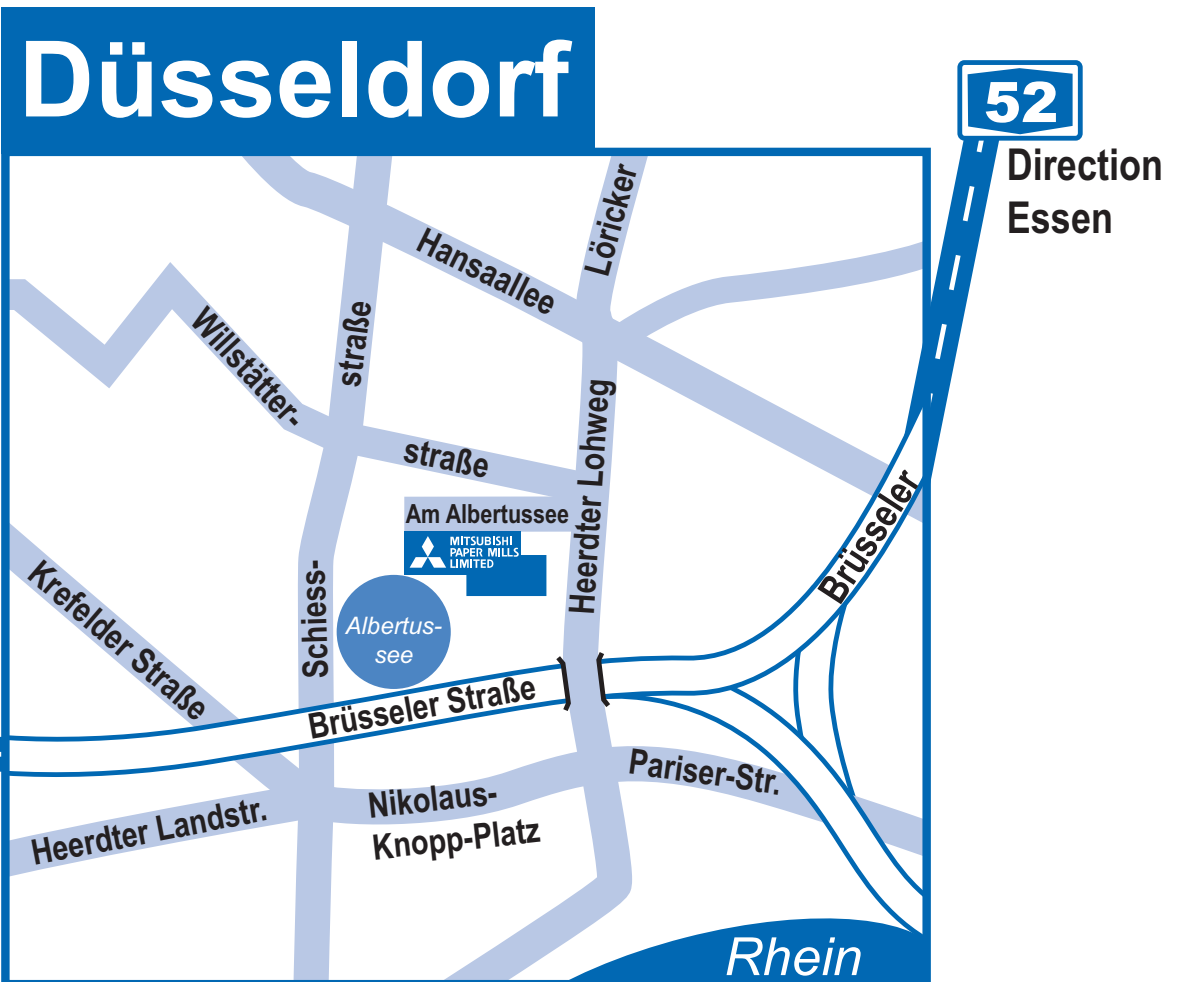 Düsseldorf
52
Direction
Essen
Löricker
Hansaallee
straße
Willstätter-
straße
Heerdter Lohweg
Am Albertussee
MITSUBISHI
PAPER MILLS
LIMITED
Brüsseler
Krefelder Straße
Schiess-
Albertus-
see
Brüsseler Straße
Pariser-Str.
Nikolaus-
Knopp-Platz
Heerdter Landstr.
Rhein